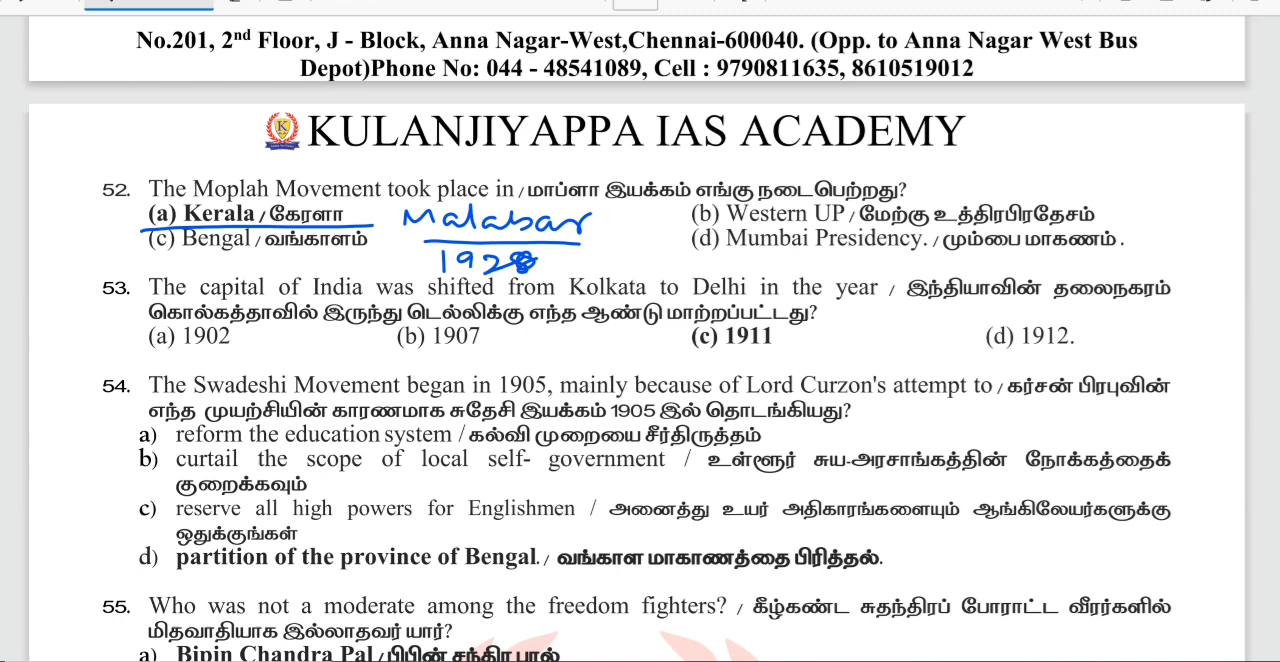 No.201, 2nd Floor, J - Block, Anna Nagar-West,Chennai-600040. (Opp. to Anna Nagar West Bus
Depot)Phone No: 044 - 48541089, Cell : 9790811635, 8610519012
KULANJIYAPPA IAS ACADEMY
52. The Moplah Movement took place in / மாப்ளா இயக்கம் எங்கு நடைபெற்றது?
(a) Kerala / கேரளா Malabar (b) Western UP / மேற்கு உத்திரபிரதேசம்
(c) Bengal / வங்காளம் (d) Mumbai Presidency. / மும்பை மாகணம்.
53. The capital of India was shifted from Kolkata to Delhi in the year / இந்தியாவின் தலைநகரம்
கொல்கத்தாவில் இருந்து டெல்லிக்கு எந்த ஆண்டு மாற்றப்பட்டது?
(a) 1902 (b) 1907 (c) 1911 (d) 1912.
54. The Swadeshi Movement began in 1905, mainly because of Lord Curzon's attempt to / கர்சன் பிரபுவின்
எந்த முயற்சியின் காரணமாக சுதேசி இயக்கம் 1905 இல் தொடங்கியது?
a) reform the education system / கல்வி முறையை சீர்திருத்தம்
b) curtail the scope of local self- government / உள்ளூர் சுய-அரசாங்கத்தின் நோக்கத்தைக்
குறைக்கவும்
c) reserve all high powers for Englishmen / அனைத்து உயர் அதிகாரங்களையும் ஆங்கிலேயர்களுக்கு
ஒதுக்குங்கள்
d) partition of the province of Bengal. / வங்காள மாகாணத்தை பிரித்தல்.
55. Who was not a moderate among the freedom fighters? / கீழ்கண்ட சுதந்திரப் போராட்ட வீரர்களில்
மிதவாதியாக இல்லாதவர் யார்?
a) Bipin Chandra Pal / பிபின் சந்திர பால்